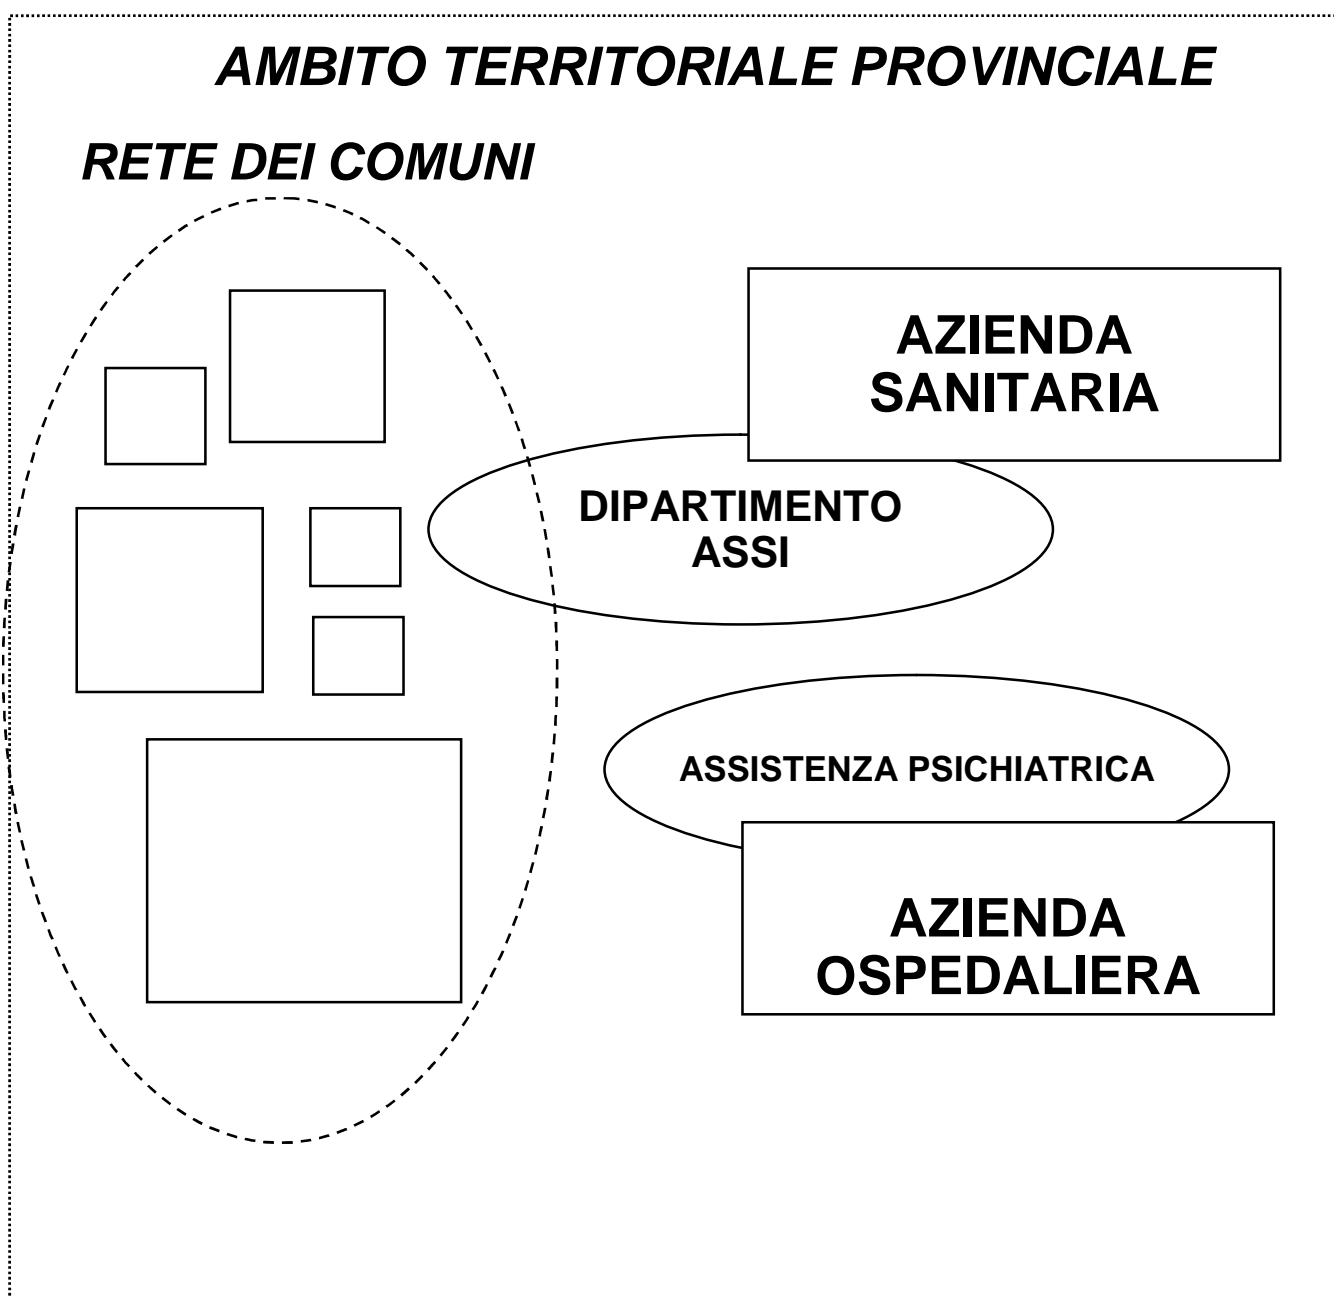 AMBITO TERRITORIALE PROVINCIALE
RETE DEI COMUNI
AZIENDA
SANITARIA
DIPARTIMENTO
ASSI
ASSISTENZA PSICHIATRICA
AZIENDA
OSPEDALIERA